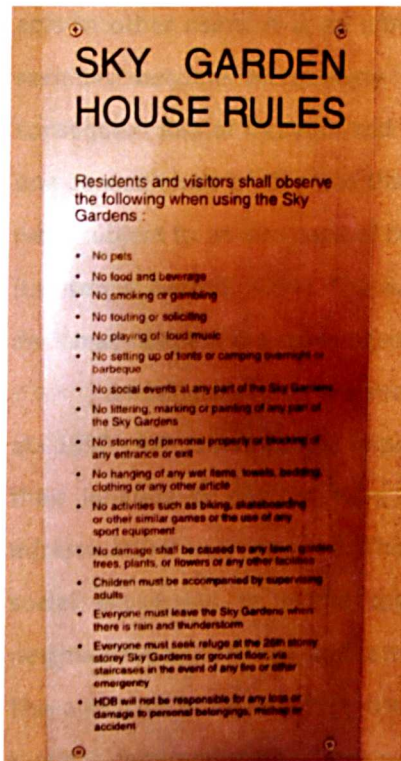 SKY GARDEN
HOUSE RULES
Residents and visitors shall observe
the following when using the Sky
Gardens :
• No pets
• No food and beverage
• No smoking or gambling
• No touting or soliciting
• No playing of loud music
• No setting up of tents or camping overnight or
barbeque
• No social events at any part of the Sky Gardens
• No littering, marking or painting of any part of
the Sky Gardens
• No storing of personal property or blocking of
any entrance or exit
• No hanging of any wet items, towels, bedding,
clothing or any other article
• No activities such as biking, skateboarding
or other similar games or the use of any
sport equipment
• No damage shall be caused to any lawn, garden,
trees, plants, or flowers or any other facilities
• Children must be accompanied by supervising
adults
• Everyone must leave the Sky Gardens when
there is rain and thunderstorm
• Everyone must seek refuge at the 26th storey
storey Sky Gardens or ground floor, via
staircases in the event of any fire or other
emergency
• HDB will not be responsible for any loss or
damage to personal belongings, mishap or
accident